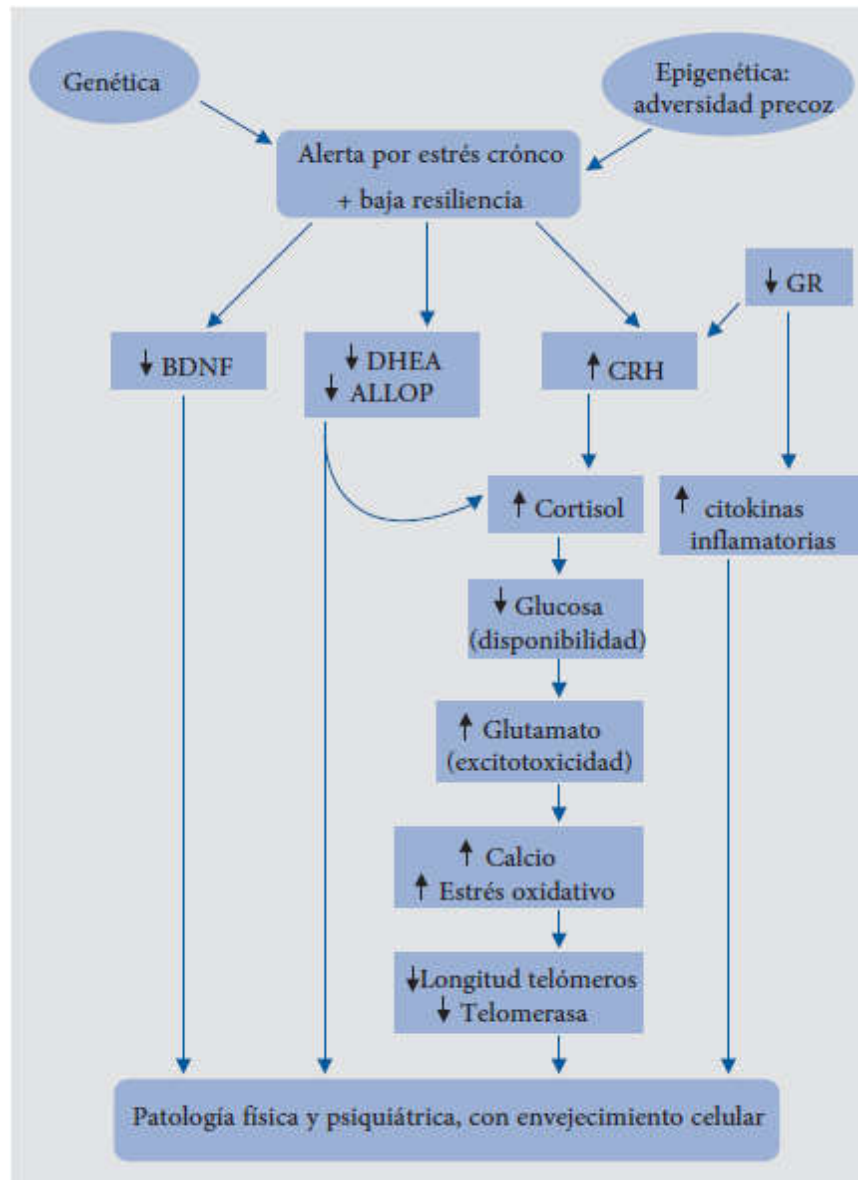 Genética
Epigenética:
adversidad precoz
Alerta por estrés crónco
+ baja resiliencia
↓ GR
↓ BDNF
↓ DHEA
↓ ALLOP
↑ CRH
↑ Cortisol
↑ citokinas
inflamatorias
↓ Glucosa
(disponibilidad)
↑ Glutamato
(excitotoxicidad)
↑ Calcio
↑ Estrés oxidativo
↓Longitud telómeros
↓ Telomerasa
Patología física y psiquiátrica, con envejecimiento celular